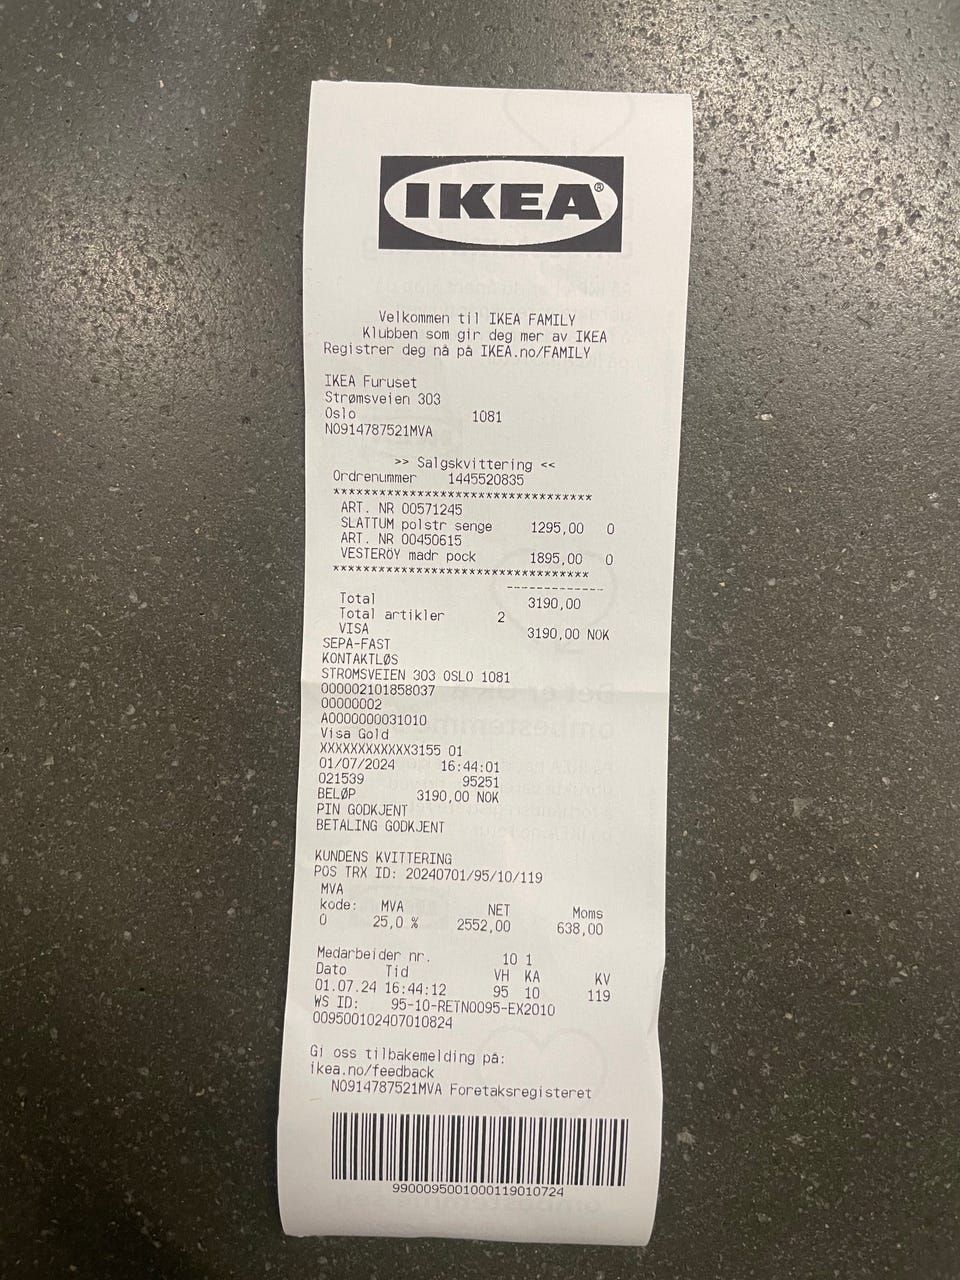 IKEA®
Velkommen til IKEA FAMILY
Klubben som gir deg mer av IKEA
Registrer deg nå på IKEA.no/FAMILY
IKEA Furuset
Strømsveien 303
Oslo 1081
NO914787521MVA
>> Salgskvittering <<
Ordrenummer 1445520835
**********************************
ART. NR 00571245
SLATTUM polstr senge 1295,00 0
ART. NR 00450615
VESTERÖY madr pock 1895,00 0
**********************************
-------------
Total 3190,00
Total artikler 2
VISA 3190,00 NOK
SEPA-FAST
KONTAKTLØS
STROMSVEIEN 303 OSLO 1081
000002101858037
00000002
A0000000031010
Visa Gold
XXXXXXXXXXXX3155 01
01/07/2024 16:44:01
021539 95251
BELØP 3190,00 NOK
PIN GODKJENT
BETALING GODKJENT
KUNDENS KVITTERING
POS TRX ID: 20240701/95/10/119
MVA
kode: MVA NET Moms
0 25,0 % 2552,00 638,00
Medarbeider nr. 10 1
Dato Tid VH KA KV
01.07.24 16:44:12 95 10 119
WS ID: 95-10-RETN0095-EX2010
009500102407010824
Gi oss tilbakemelding på:
ikea.no/feedback
NO914787521MVA Foretaksregisteret
9900095001000119010724